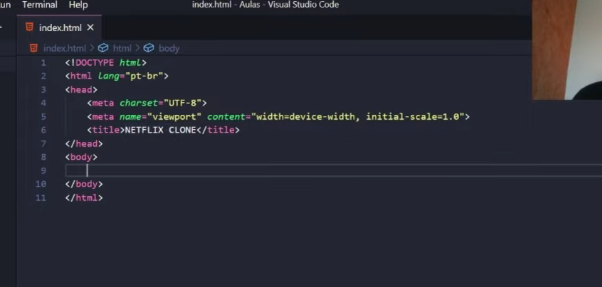 un Terminal Help index.html - Aulas - Visual Studio Code
index.html ×
index.html > html > body
1 <!DOCTYPE html>
2 <html lang="pt-br">
3 <head>
4 <meta charset="UTF-8">
5 <meta name="viewport" content="width=device-width, initial-scale=1.0">
6 <title>NETFLIX CLONE</title>
7 </head>
8 <body>
9
10 </body>
11 </html>